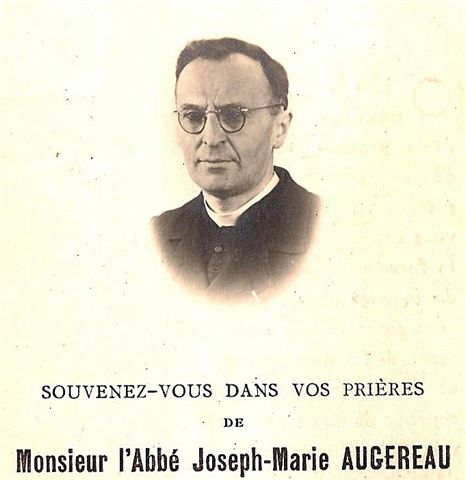 SOUVENEZ-VOUS DANS VOS PRIÈRES
DE
Monsieur l'Abbé Joseph-Marie AUGEREAU